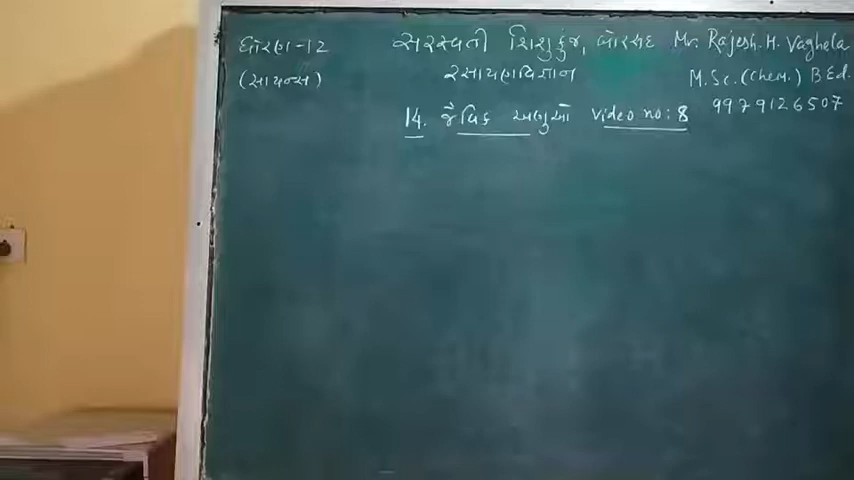 ધોરણ-12 સરસ્વતી શિશુકુંજ, બોરસદ Mr. Rajesh. H. Vaghela
(સાયન્સ) રસાયણવિજ્ઞાન M.Sc. (Chem.) B Ed.
14. જૈવિક અણુઓ video no: 8 9979126507